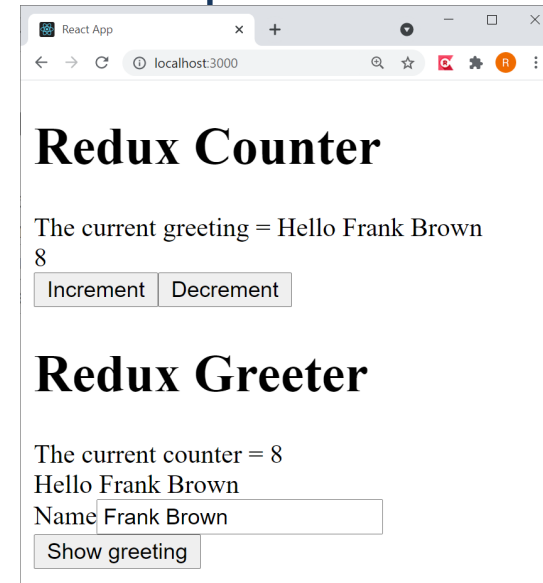 React App
localhost:3000
R
Redux Counter
The current greeting = Hello Frank Brown
8
Increment Decrement
Redux Greeter
The current counter = 8
Hello Frank Brown
Name Frank Brown
Show greeting